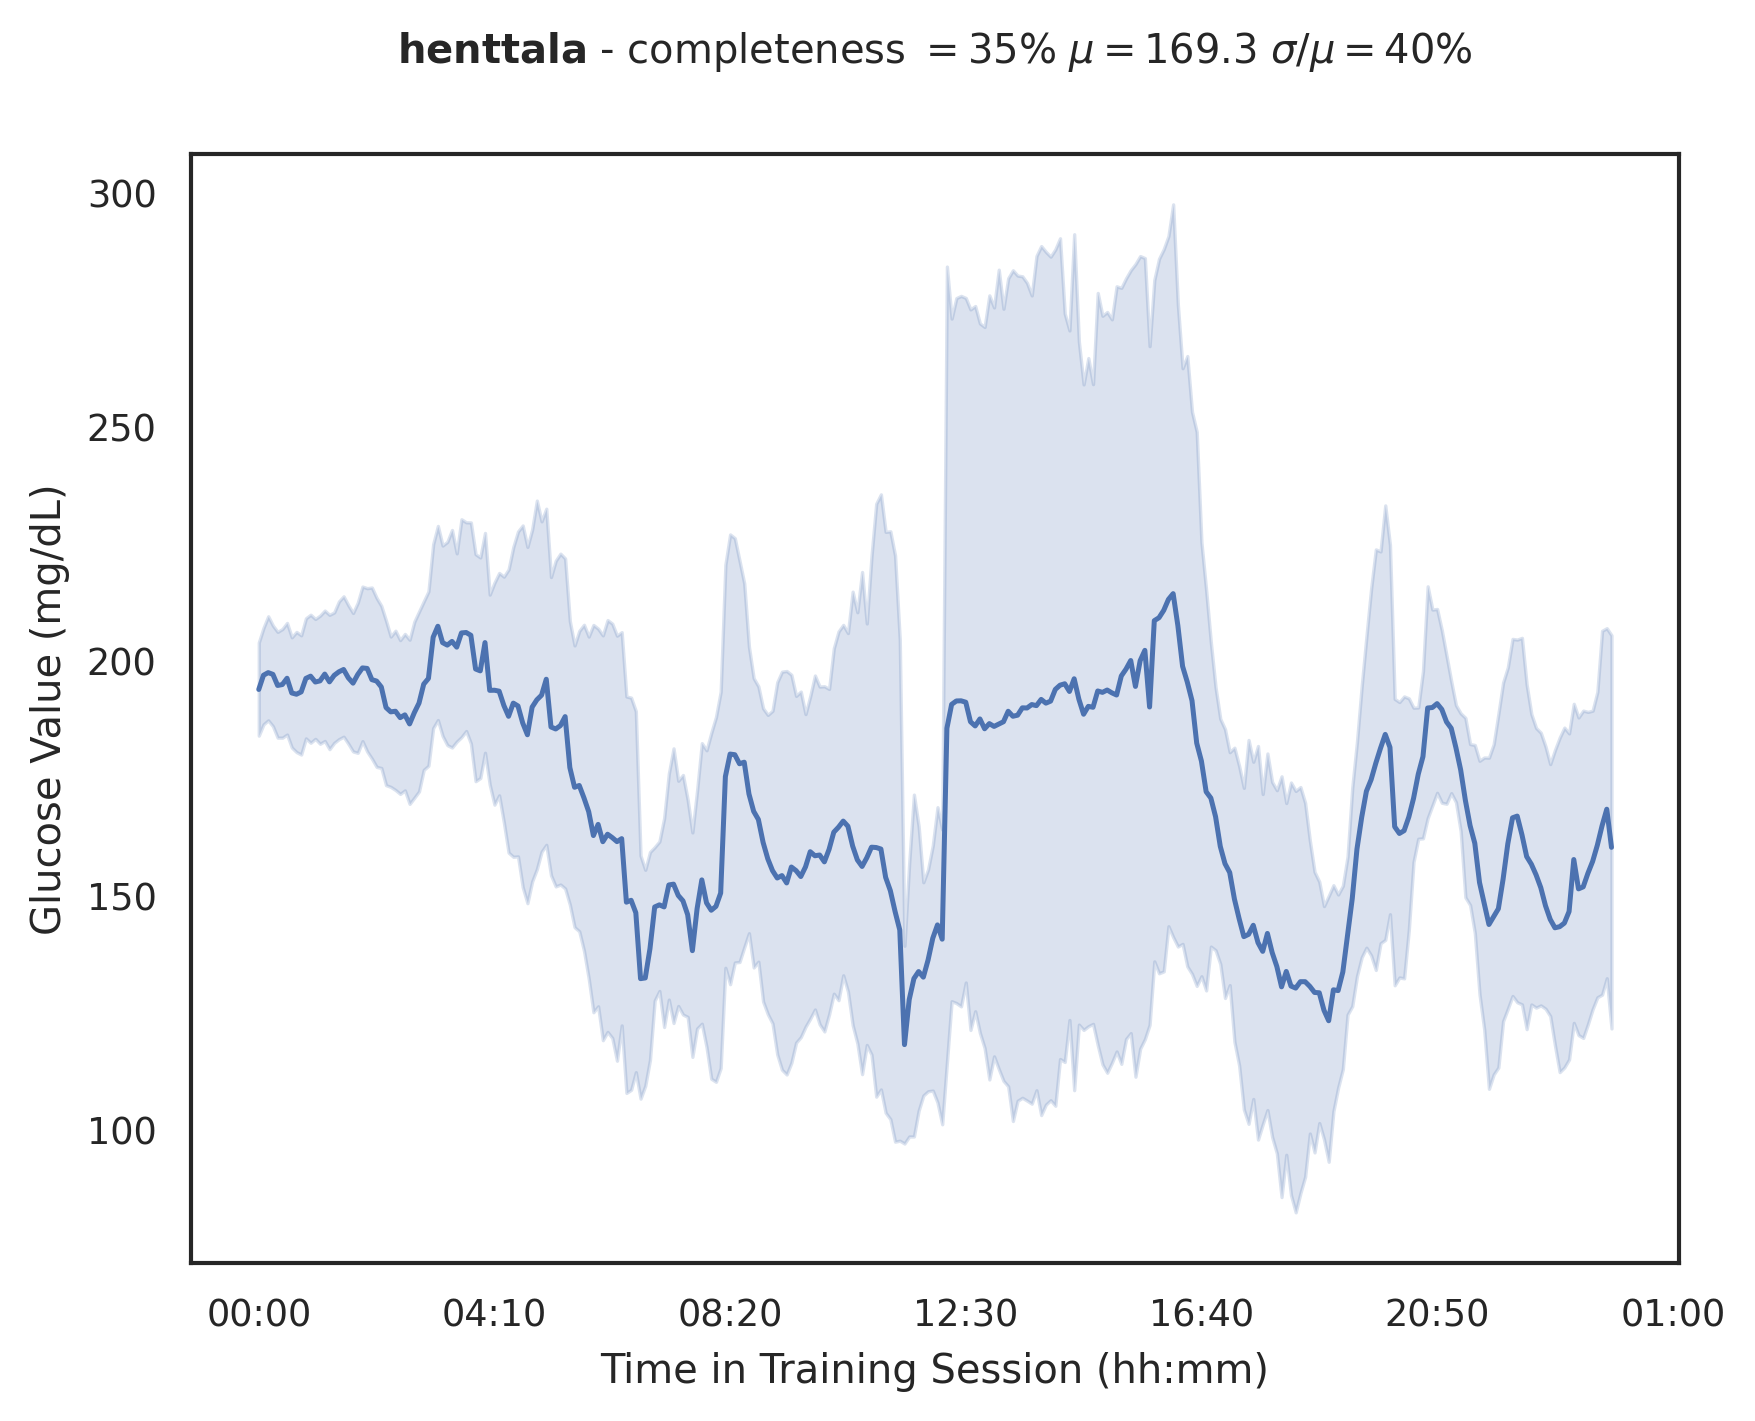 henttala - completeness = 35% μ = 169.3 σ/μ = 40%
Glucose Value (mg/dL)
300
250
200
150
100
00:00 04:10 08:20 12:30 16:40 20:50 01:00
Time in Training Session (hh:mm)